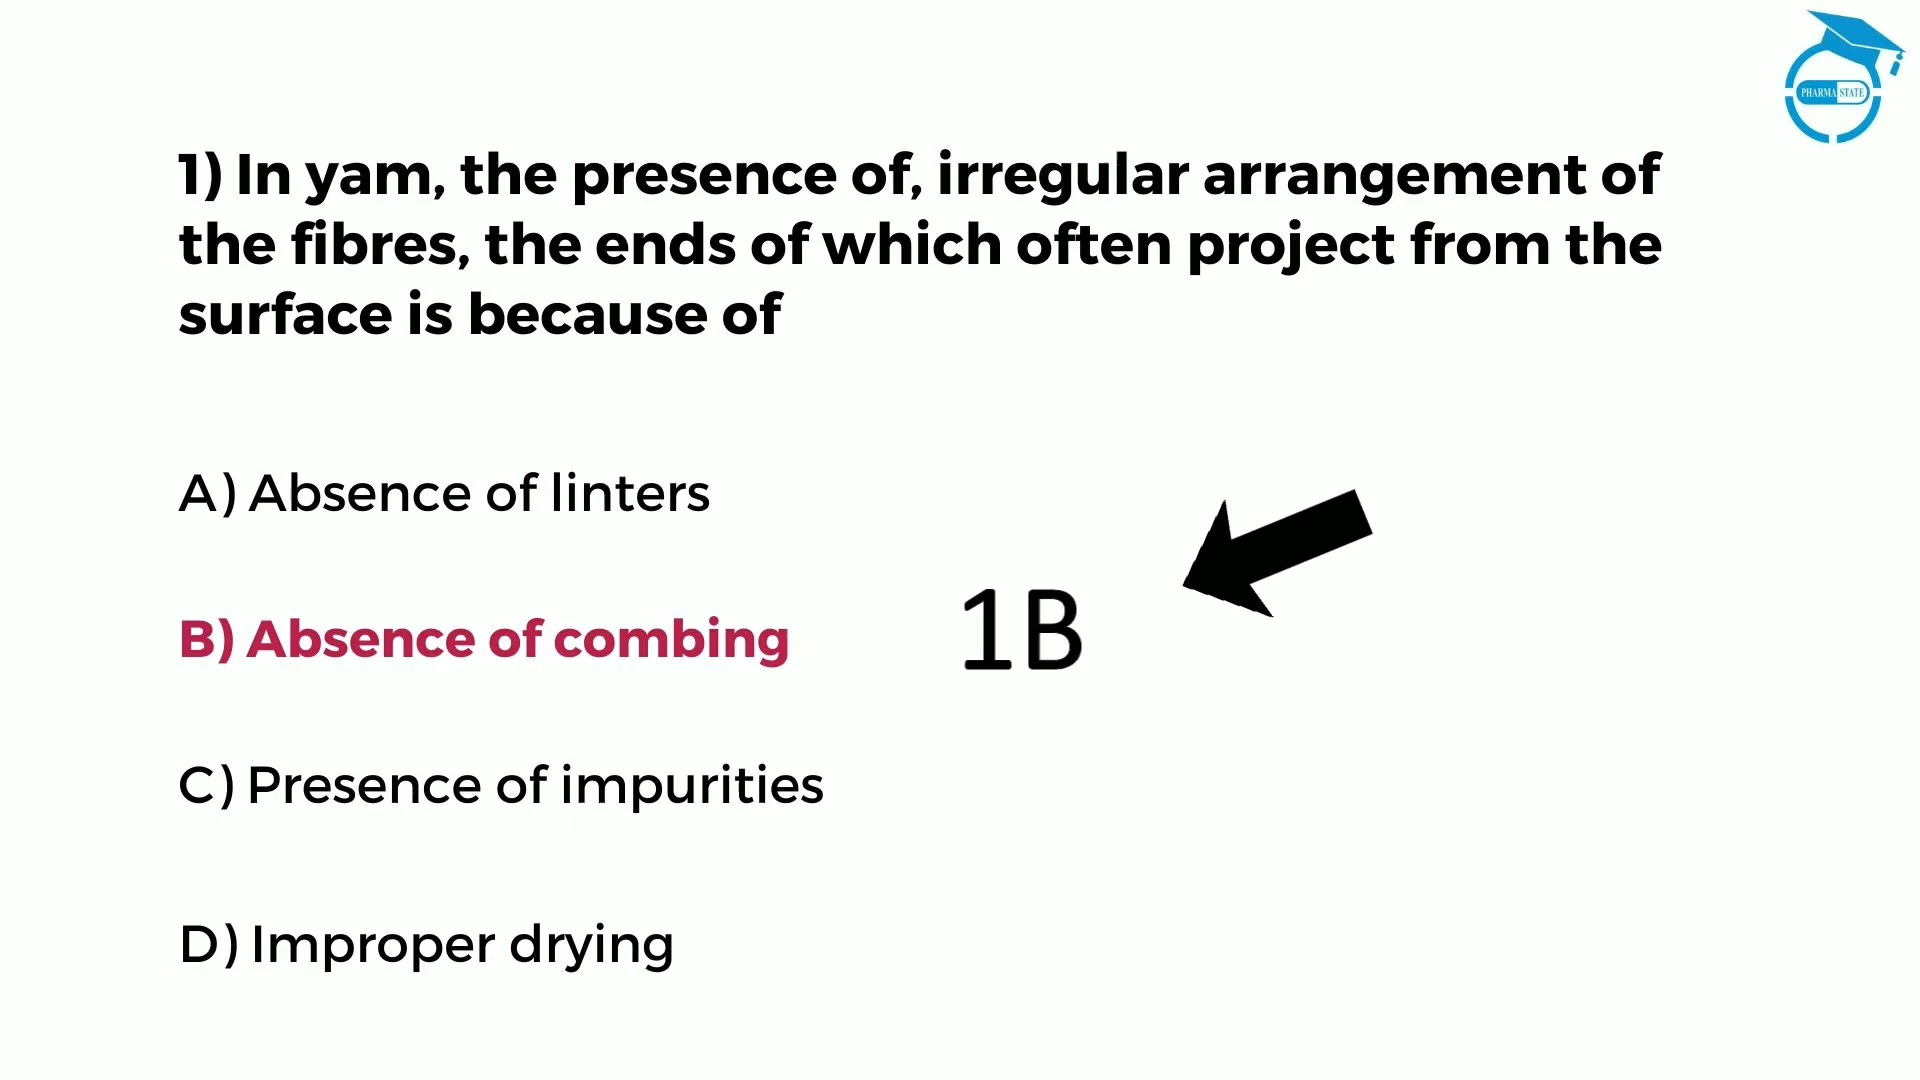 PHARMA STATE
1) In yam, the presence of, irregular arrangement of
the fibres, the ends of which often project from the
surface is because of
A) Absence of linters
B) Absence of combing
1B
C) Presence of impurities
D) Improper drying